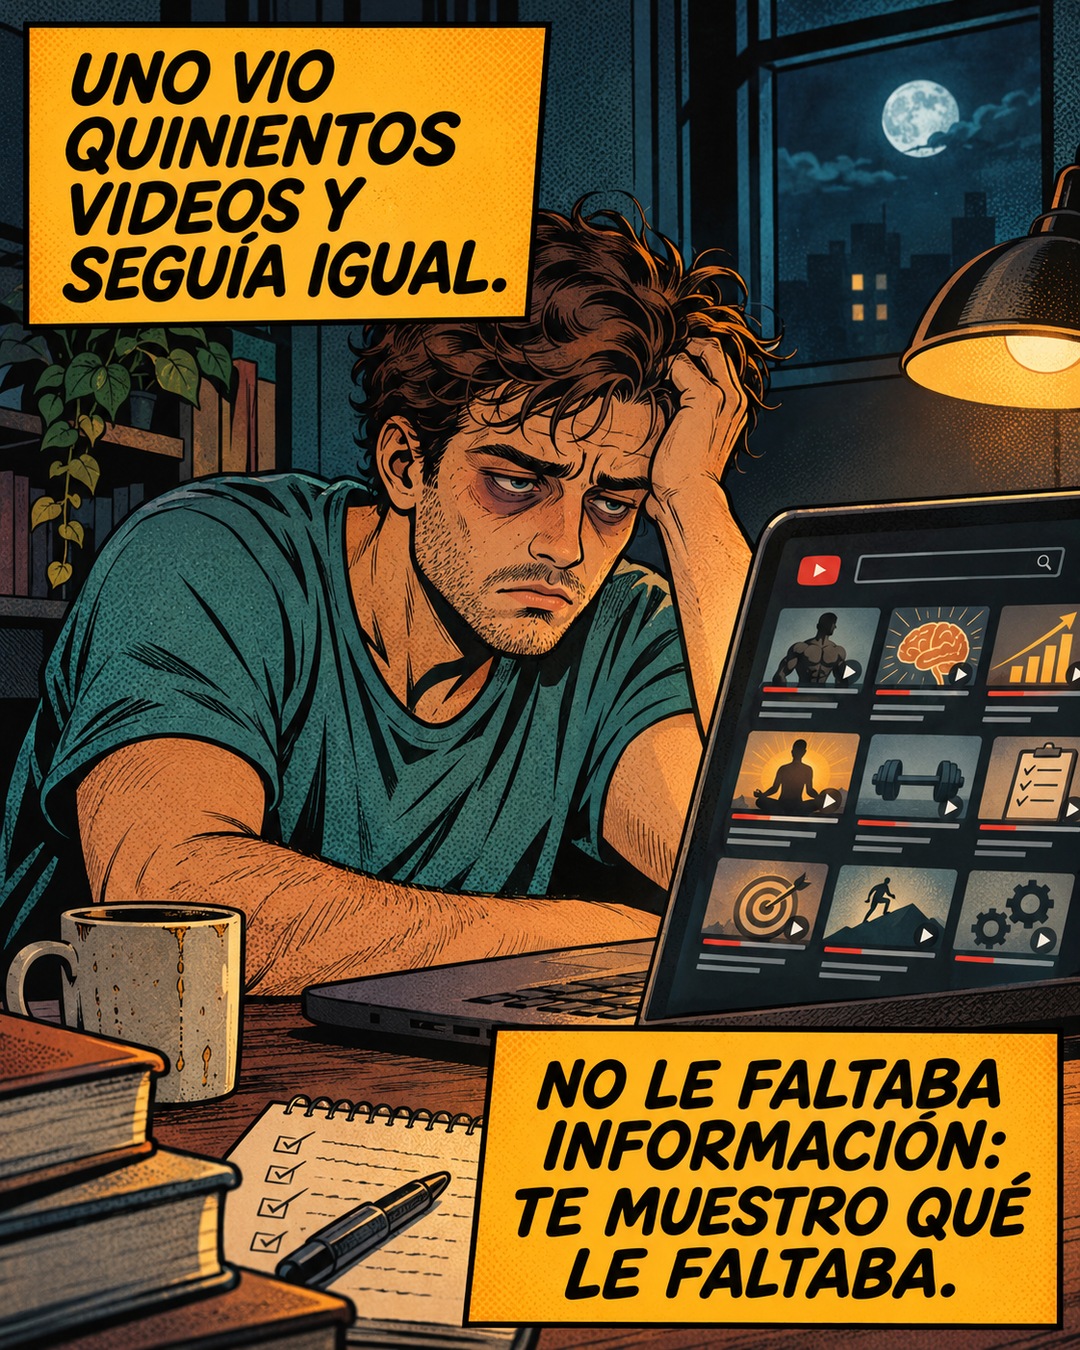 UNO VIO
QUINIENTOS
VIDEOS Y
SEGUÍA IGUAL.
NO LE FALTABA
INFORMACIÓN:
TE MUESTRO QUÉ
LE FALTABA.